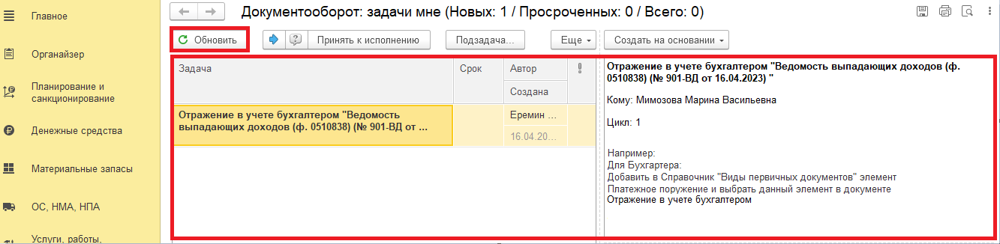 Главное
Органайзер
Планирование и
санкционирование
Денежные средства
Материальные запасы
ОС, НМА, НПА
Услуги, работы,
Документооборот: задачи мне (Новых: 1 / Просроченных: 0 / Всего: 0)
Обновить
Принять к исполнению
Подзадача...
Еще
Создать на основании
Задача
Срок
Автор
Создана
Отражение в учете бухгалтером "Ведомость
выпадающих доходов (ф. 0510838) (№ 901-ВД от ...
Еремин ...
16.04.20...
Отражение в учете бухгалтером "Ведомость выпадающих доходов (ф.
0510838) (№ 901-ВД от 16.04.2023) "
Кому: Мимозова Марина Васильевна
Цикл: 1
Например:
Для Бухгартера:
Добавить в Справочник "Виды первичных документов" элемент
Платежное поручение и выбрать данный элемент в документе
Отражение в учете бухгалтером